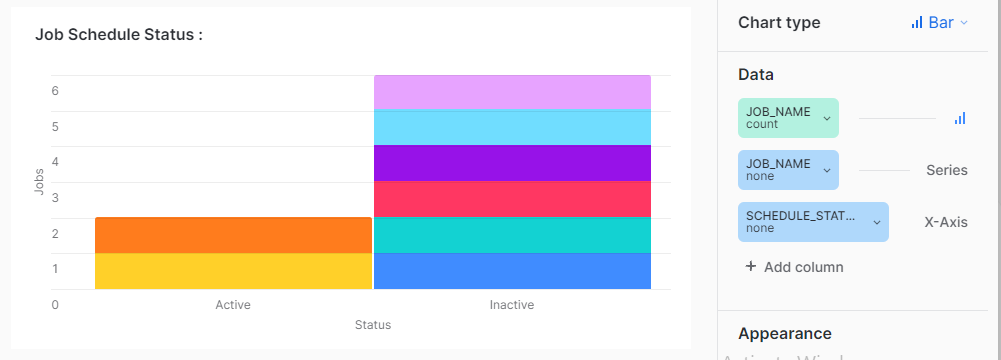 Job Schedule Status :
6
5
4
3
2
1
0
Jobs
Active
Inactive
Status
Chart type
Bar
Data
JOB_NAME
count
JOB_NAME
none
Series
SCHEDULE_STAT...
none
X-Axis
+ Add column
Appearance